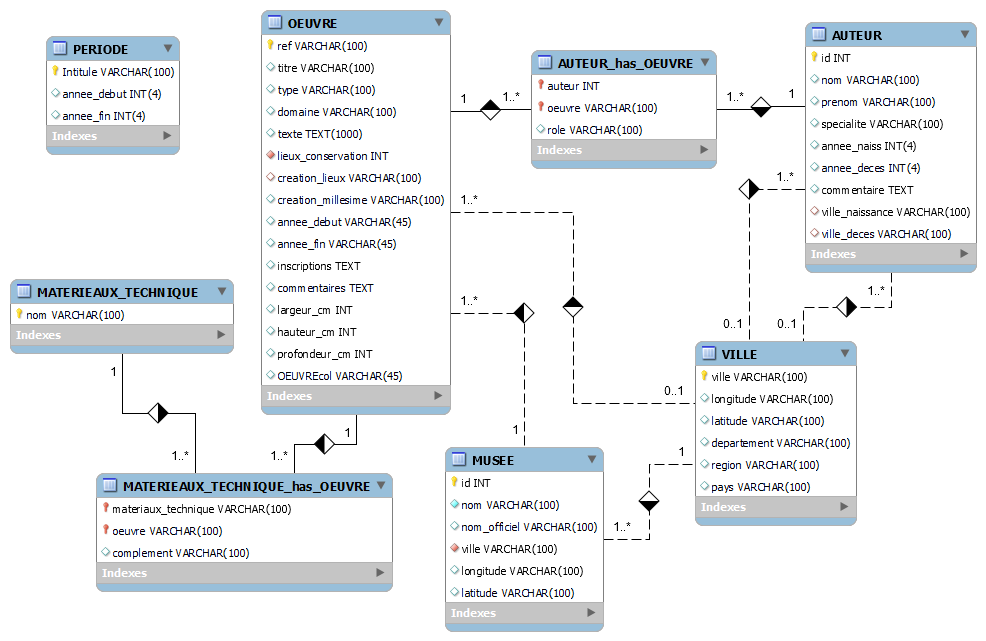 PERIODE
Intitule VARCHAR(100)
annee_debut INT(4)
annee_fin INT(4)
Indexes
OEUVRE
ref VARCHAR(100)
titre VARCHAR(100)
type VARCHAR(100)
domaine VARCHAR(100)
texte TEXT(1000)
lieux_conservation INT
creation_lieux VARCHAR(100)
creation_millesime VARCHAR(100)
annee_debut VARCHAR(45)
annee_fin VARCHAR(45)
inscriptions TEXT
commentaires TEXT
largeur_cm INT
hauteur_cm INT
profondeur_cm INT
OEUVREcol VARCHAR(45)
Indexes
1
1..*
AUTEUR_has_OEUVRE
auteur INT
oeuvre VARCHAR(100)
role VARCHAR(100)
Indexes
1..*
1
AUTEUR
id INT
nom VARCHAR(100)
prenom VARCHAR(100)
specialite VARCHAR(100)
annee_naiss INT(4)
annee_deces INT(4)
commentaire TEXT
ville_naissance VARCHAR(100)
ville_deces VARCHAR(100)
Indexes
1..*
1..*
0..1
0..1
1..*
1..*
0..1
1
MATERIEAUX_TECHNIQUE
nom VARCHAR(100)
Indexes
1
1..*
1
1..*
MATERIEAUX_TECHNIQUE_has_OEUVRE
materiaux_technique VARCHAR(100)
oeuvre VARCHAR(100)
complement VARCHAR(100)
Indexes
MUSEE
id INT
nom VARCHAR(100)
nom_officiel VARCHAR(100)
ville VARCHAR(100)
longitude VARCHAR(100)
latitude VARCHAR(100)
Indexes
1..*
1
VILLE
ville VARCHAR(100)
longitude VARCHAR(100)
latitude VARCHAR(100)
departement VARCHAR(100)
region VARCHAR(100)
pays VARCHAR(100)
Indexes